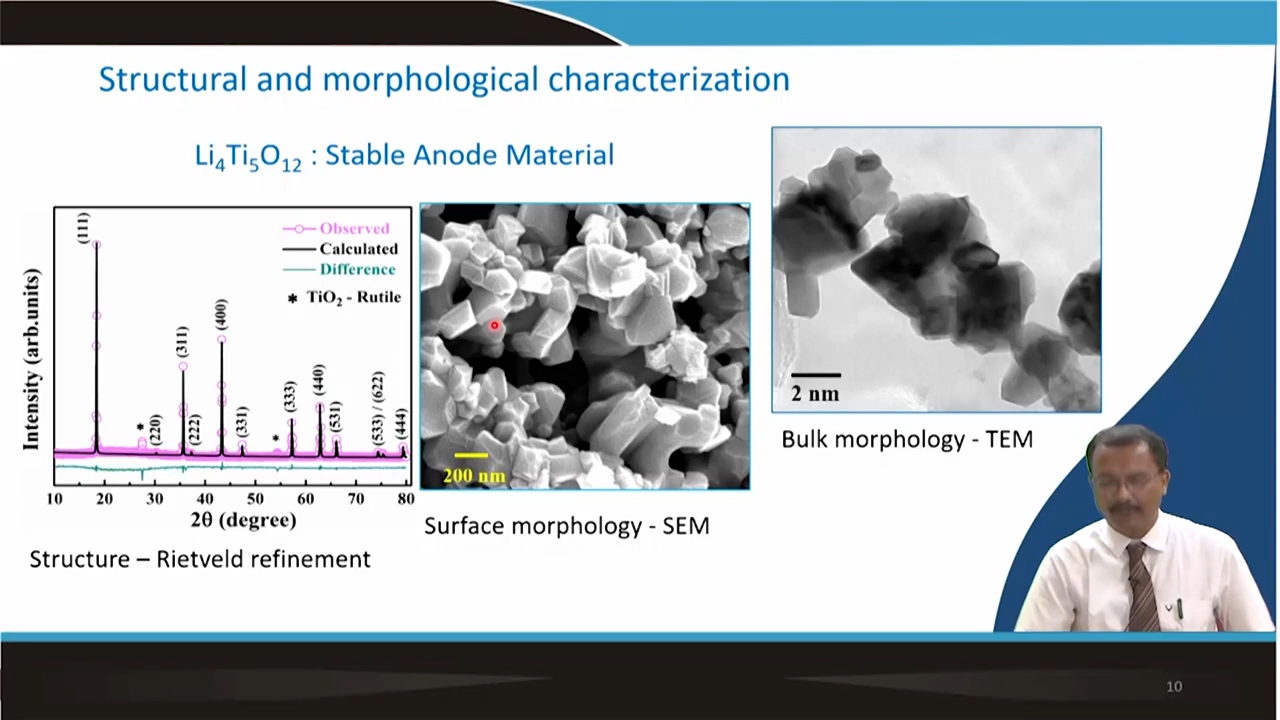 Structural and morphological characterization
Li₄Ti₅O₁₂ : Stable Anode Material
Intensity (arb.units)
(111)
Observed
Calculated
Difference
* TiO₂ - Rutile
*
(220)
(311)
(222)
(400)
(331)
*
(333)
(440)
(531)
(533) / (622)
(444)
10 20 30 40 50 60 70 80
2θ (degree)
Structure – Rietveld refinement
200 nm
Surface morphology - SEM
2 nm
Bulk morphology - TEM
10